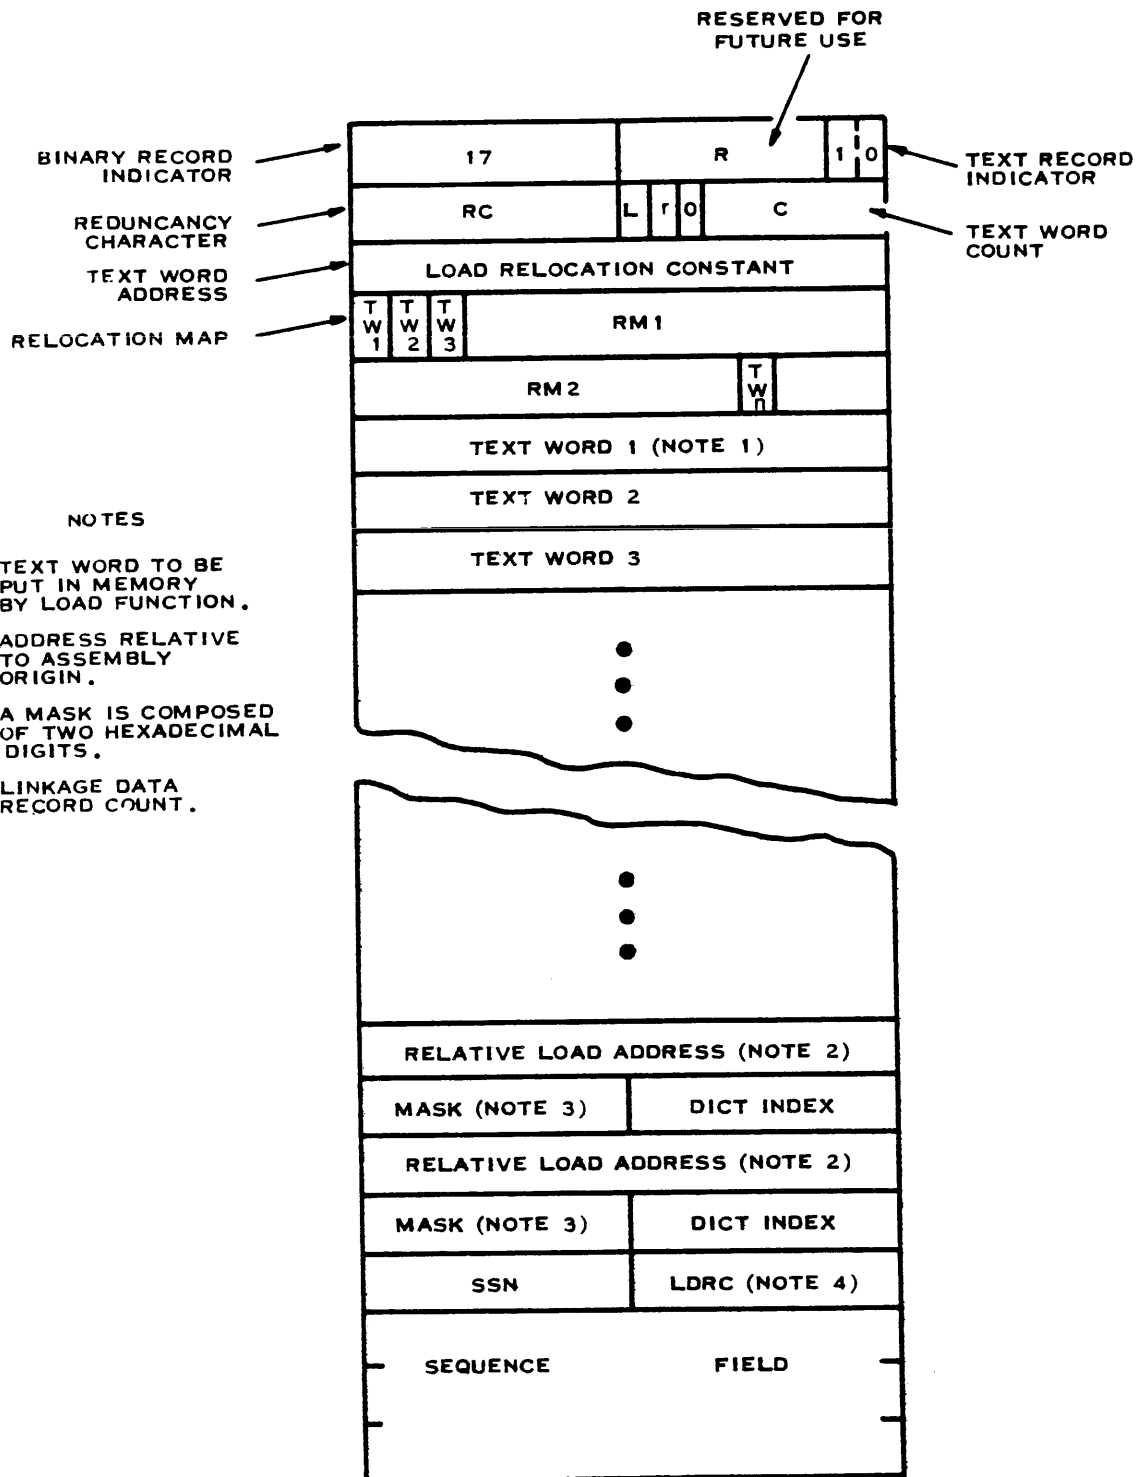 RESERVED FOR
FUTURE USE
BINARY RECORD
INDICATOR
17
R
1 0
TEXT RECORD
INDICATOR
REDUNCANCY
CHARACTER
RC
L r 0
C
TEXT WORD
COUNT
TEXT WORD
ADDRESS
LOAD RELOCATION CONSTANT
RELOCATION MAP
TW1 TW2 TW3
RM1
RM2
TWn
TEXT WORD 1 (NOTE 1)
TEXT WORD 2
TEXT WORD 3
NOTES
TEXT WORD TO BE
PUT IN MEMORY
BY LOAD FUNCTION.
ADDRESS RELATIVE
TO ASSEMBLY
ORIGIN.
A MASK IS COMPOSED
OF TWO HEXADECIMAL
DIGITS.
LINKAGE DATA
RECORD COUNT.
RELATIVE LOAD ADDRESS (NOTE 2)
MASK (NOTE 3) DICT INDEX
RELATIVE LOAD ADDRESS (NOTE 2)
MASK (NOTE 3) DICT INDEX
SSN LDRC (NOTE 4)
SEQUENCE FIELD